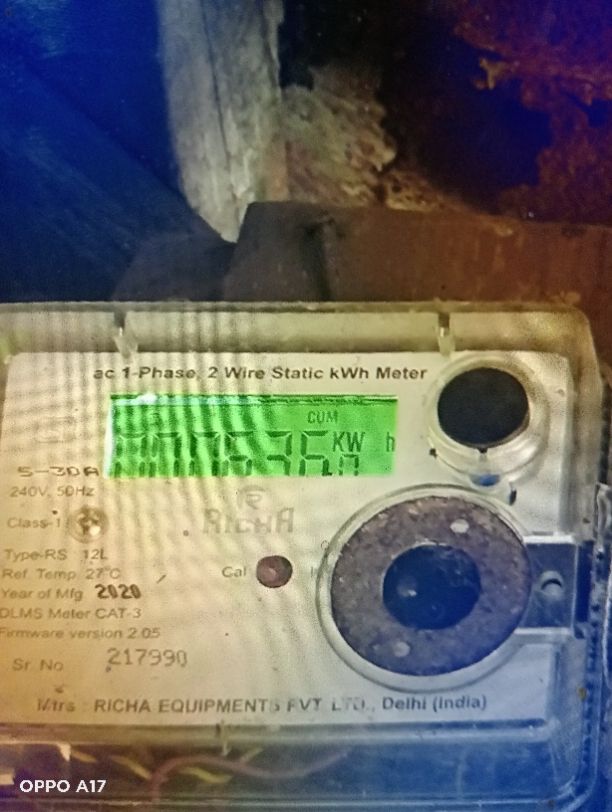 ac 1-Phase, 2 Wire Static kWh Meter
CUM
KW h
5-30A
240V, 50Hz
Class-1
RICHA
Type-RS 12L
Cal
Ref. Temp. 27°C
Year of Mfg 2020
DLMS Meter CAT-3
Firmware version 2.05
Sr. No 217990
Mtrs : RICHA EQUIPMENTS PVT. LTD., Delhi (India)
OPPO A17